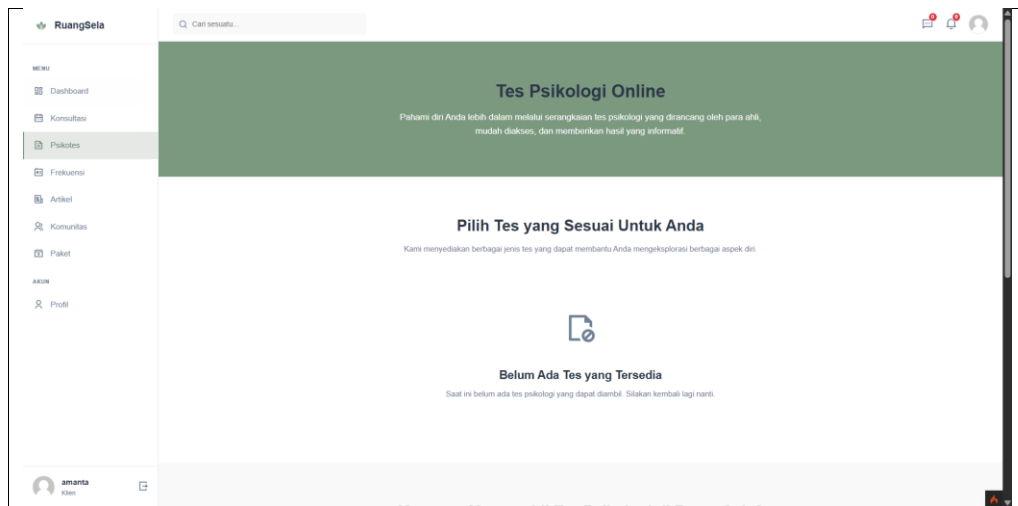 RuangSela
Cari sesuatu...
0
0
MENU
Dashboard
Konsultasi
Psikotes
Frekuensi
Artikel
Komunitas
Paket
AKUN
Profil
amanta
Klien
Tes Psikologi Online
Pahami diri Anda lebih dalam melalui serangkaian tes psikologi yang dirancang oleh para ahli,
mudah diakses, dan memberikan hasil yang informatif.
Pilih Tes yang Sesuai Untuk Anda
Kami menyediakan berbagai jenis tes yang dapat membantu Anda mengeksplorasi berbagai aspek diri.
Belum Ada Tes yang Tersedia
Saat ini belum ada tes psikologi yang dapat diambil. Silakan kembali lagi nanti.